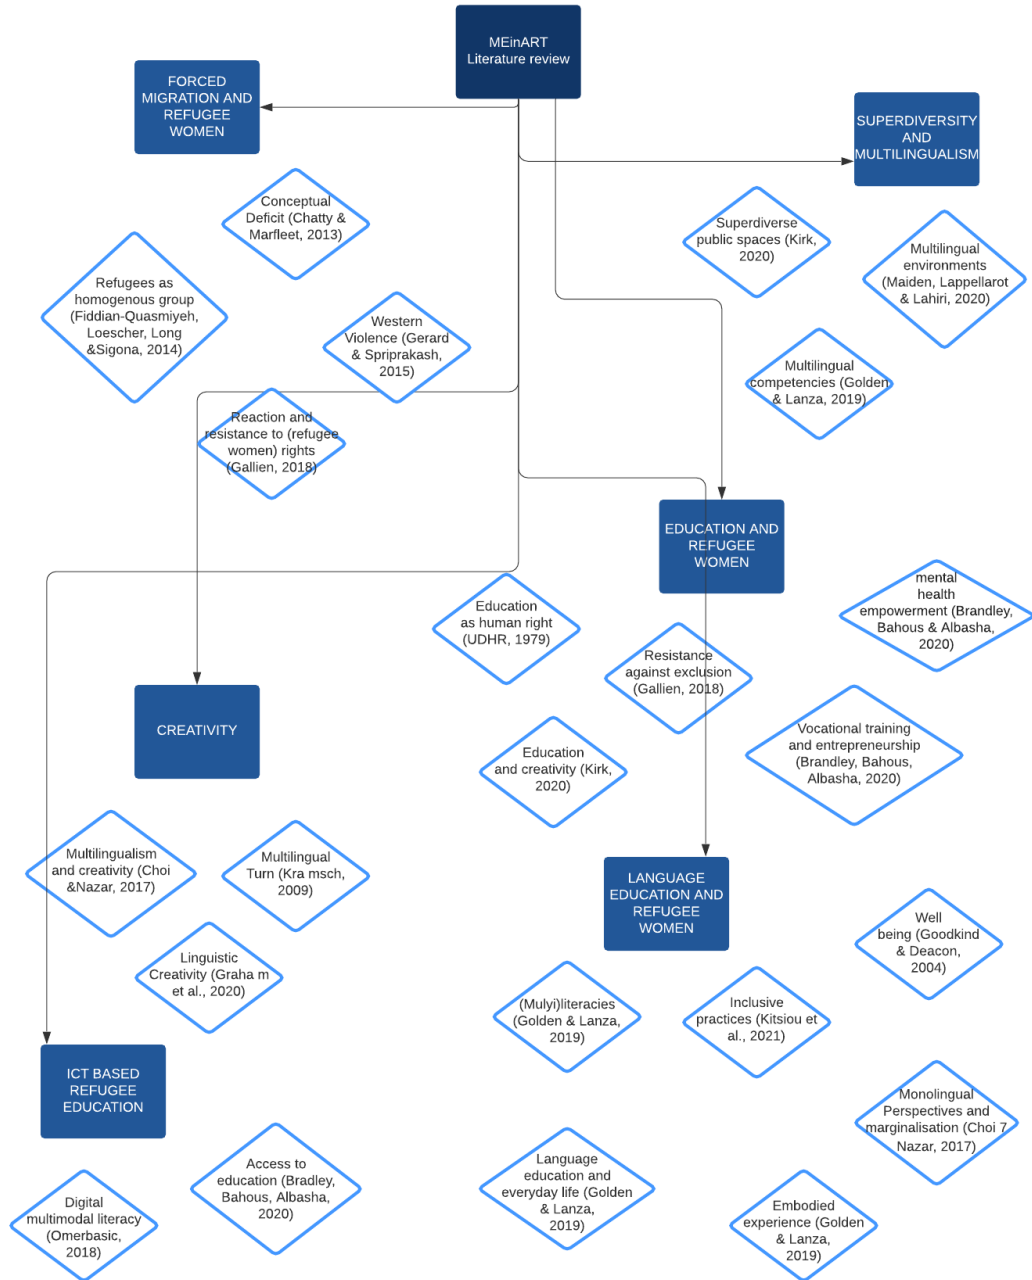 MEinART
Literature review
FORCED
MIGRATION AND
REFUGEE
WOMEN
SUPERDIVERSITY
AND
MULTILINGUALISM
Conceptual
Deficit (Chatty &
Marfleet, 2013)
Refugees as
homogenous group
(Fiddian-Quasmiyeh,
Loescher, Long
&Sigona, 2014)
Western
Violence (Gerard
& Spriprakash,
2015)
Reaction and
resistance to (refugee
women) rights
(Gallien, 2018)
Superdiverse
public spaces (Kirk,
2020)
Multilingual
environments
(Maiden, Lappellarot
& Lahiri, 2020)
Multilingual
competencies (Golden
& Lanza, 2019)
EDUCATION AND
REFUGEE
WOMEN
Education
as human right
(UDHR, 1979)
Resistance
against exclusion
(Gallien, 2018)
mental
health
empowerment (Brandley,
Bahous & Albasha,
2020)
Education
and creativity (Kirk,
2020)
Vocational training
and entrepreneurship
(Brandley, Bahous,
Albasha, 2020)
CREATIVITY
Multilingualism
and creativity (Choi
&Nazar, 2017)
Multilingual
Turn (Kra msch,
2009)
Linguistic
Creativity (Graha m
et al., 2020)
LANGUAGE
EDUCATION AND
REFUGEE
WOMEN
Well
being (Goodkind
& Deacon,
2004)
(Mulyi)literacies
(Golden & Lanza,
2019)
Inclusive
practices (Kitsiou et
al., 2021)
Monolingual
Perspectives and
marginalisation (Choi 7
Nazar, 2017)
Language
education and
everyday life (Golden
& Lanza,
2019)
Embodied
experience (Golden
& Lanza,
2019)
ICT BASED
REFUGEE
EDUCATION
Access to
education (Bradley,
Bahous, Albasha,
2020)
Digital
multimodal literacy
(Omerbasic,
2018)